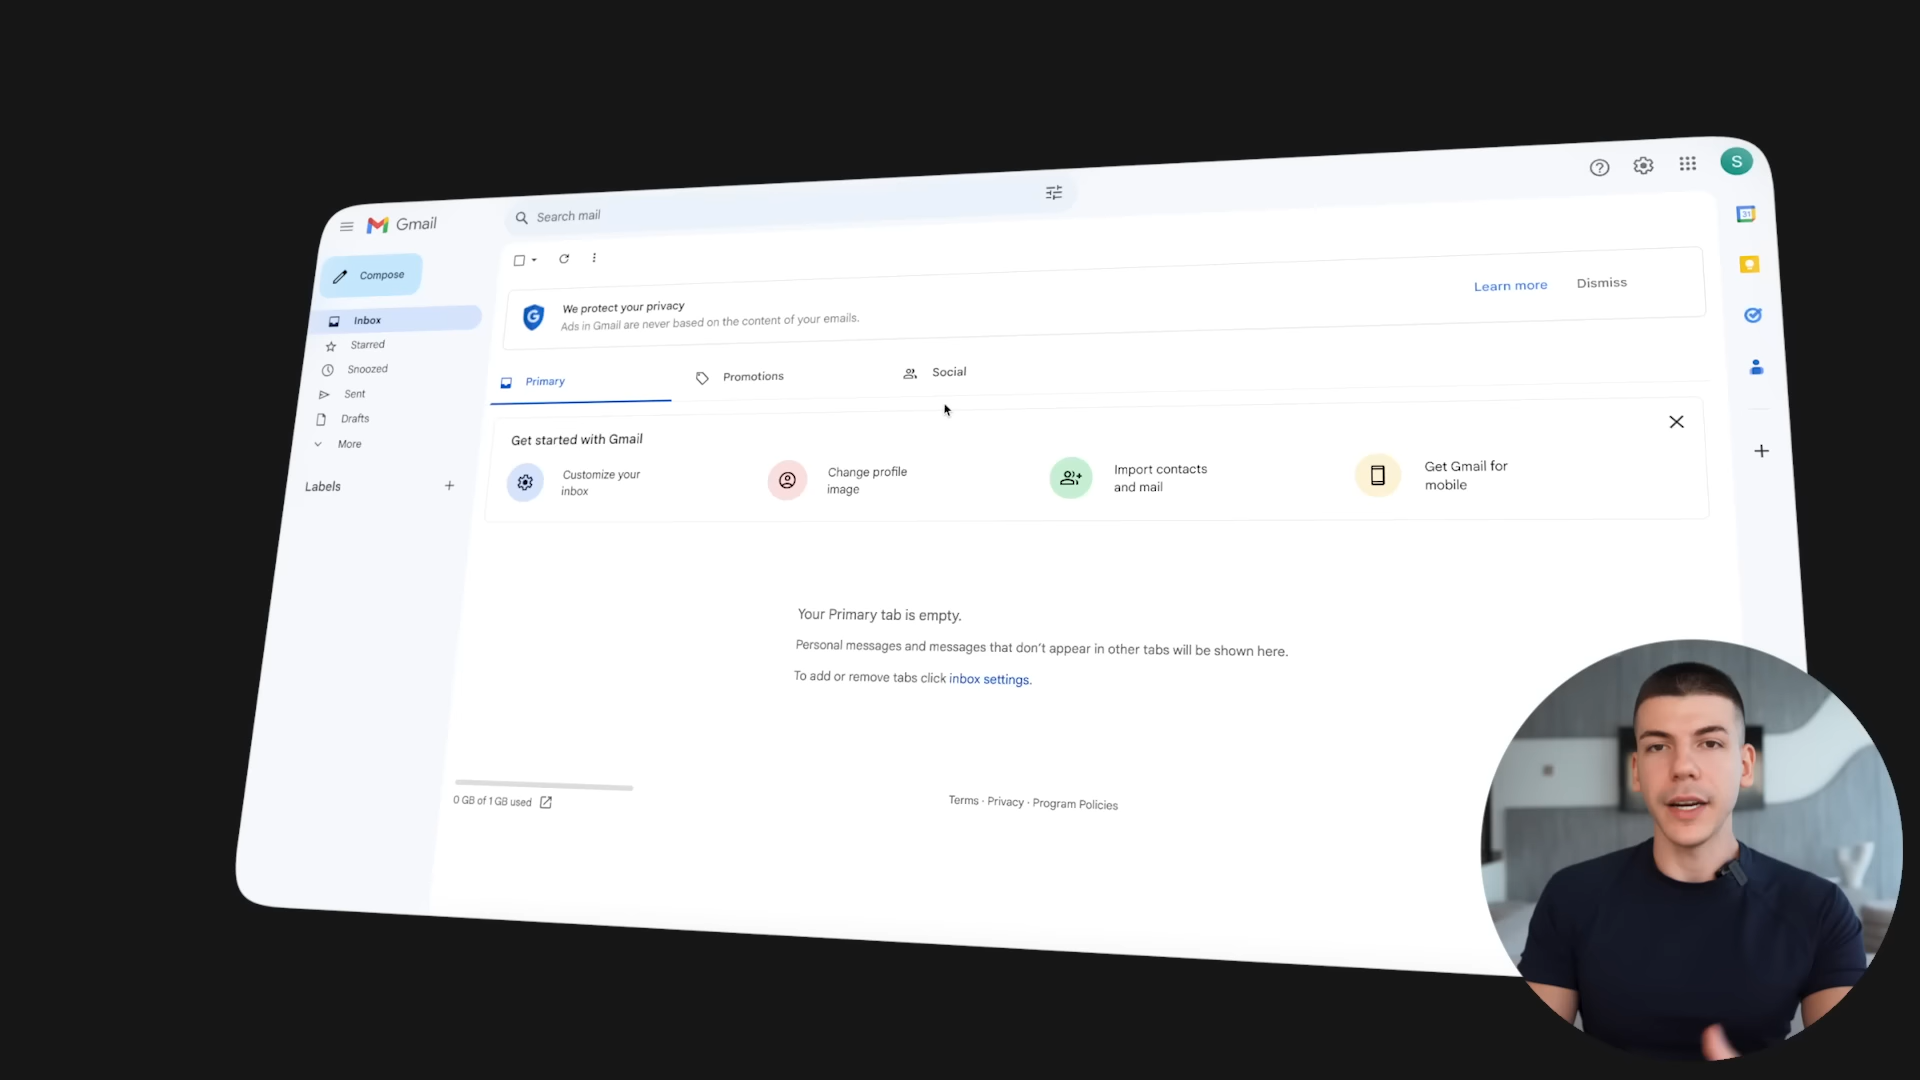 Gmail
Search mail
S
Compose
Inbox
Starred
Snoozed
Sent
Drafts
More
Labels
We protect your privacy
Ads in Gmail are never based on the content of your emails.
Learn more
Dismiss
Primary
Promotions
Social
Get started with Gmail
Customize your
inbox
Change profile
image
Import contacts
and mail
Get Gmail for
mobile
Your Primary tab is empty.
Personal messages and messages that don't appear in other tabs will be shown here.
To add or remove tabs click inbox settings.
0 GB of 1 GB used
Terms · Privacy · Program Policies
31
G